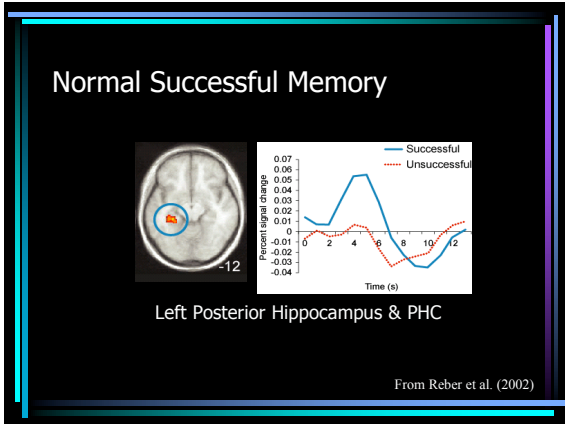 Normal Successful Memory
Successful
Unsuccessful
0.07
0.06
0.05
0.04
0.03
0.02
0.01
0
-0.01
-0.02
-0.03
-0.04
0 2 4 6 8 10 12
Percent signal change
Time (s)
-12
Left Posterior Hippocampus & PHC
From Reber et al. (2002)